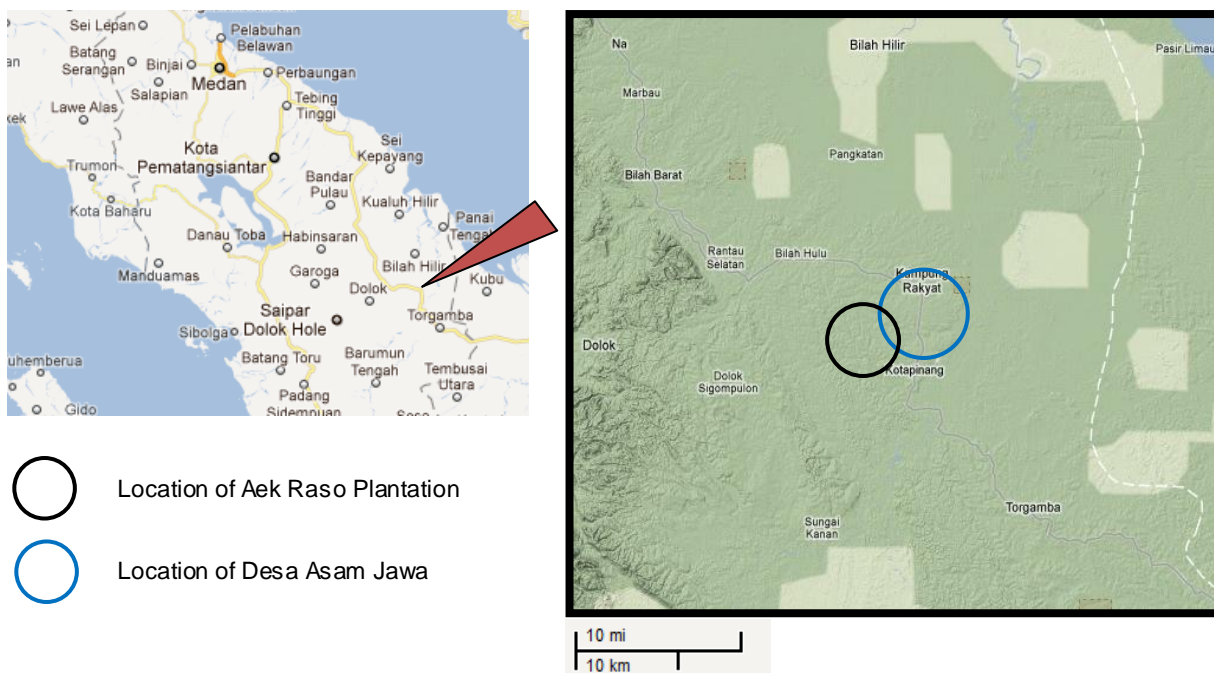 Sei Lepan
Pelabuhan
Belawan
Batang
Serangan
Binjai
Medan
Perbaungan
Salapian
Tebing
Tinggi
Lawe Alas
Kota
Pematangsiantar
Sei
Kepayang
Trumon
Bandar
Pulau
Kota Baharu
Kualuh Hilir
Panai
Danau Toba
Habinsaran
Manduamas
Garoga
Bilah Hilir
Kubu
Dolok
Saipar
Dolok Hole
Torgamba
Sibolga
Batang Toru
Barumun
Tengah
Tembusai
Utara
Padang
Sidempuan
Gido
Na
Bilah Hilir
Marbau
Pangkatan
Bilah Barat
Rantau
Selatan
Bilah Hulu
Kampung
Rakyat
Dolok
Kotapinang
Dolok
Sigompulon
Torgamba
Sungai
Kanan
10 mi
10 km
Location of Aek Raso Plantation
Location of Desa Asam Jawa